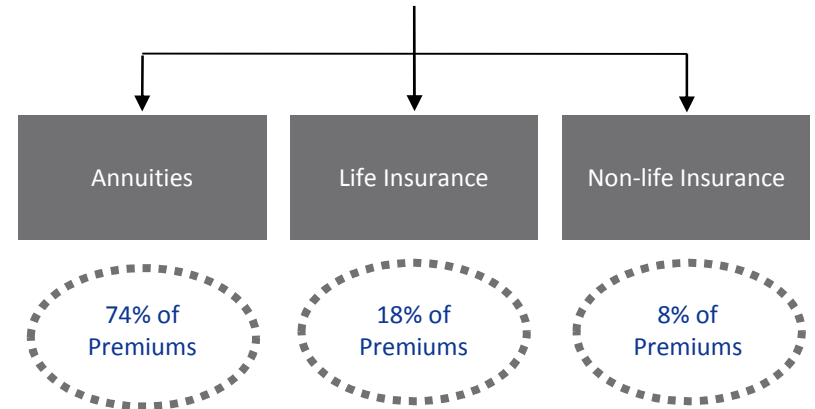 Annuities
Life Insurance
Non-life Insurance
74% of
Premiums
18% of
Premiums
8% of
Premiums